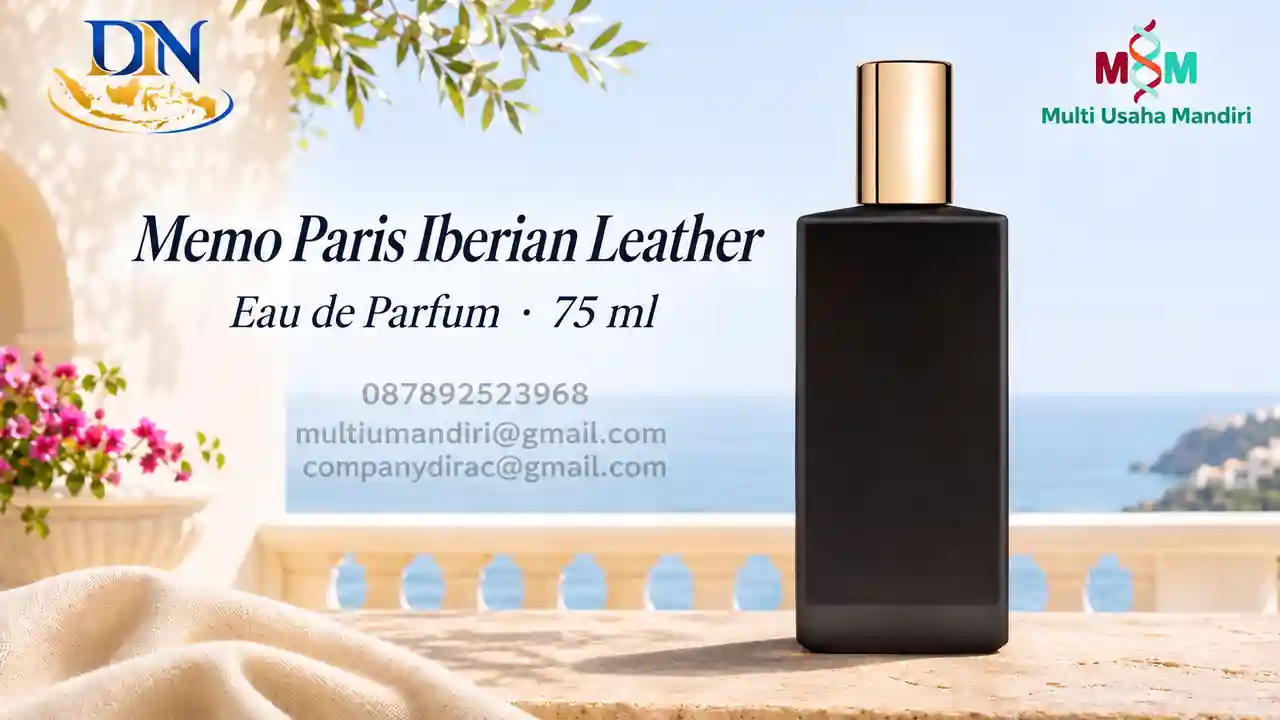 DN
M M
Multi Usaha Mandiri
Memo Paris Iberian Leather
Eau de Parfum · 75 ml
087892523968
multiumandiri@gmail.com
companydirac@gmail.com